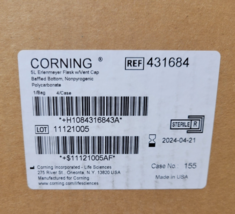 CORNING ® REF 431684
5L Erlenmeyer Flask w/Vent Cap
Baffled Bottom, Nonpyrogenic
Polycarbonate
1/Bag 4/Case
*+H1084316843A*
LOT 11121005
STERILE R
2024-04-21
*+$11121005AF*
Corning Incorporated - Life Sciences
Case No 155
Manufactured for Corning
Made in USA
www.corning.com/lifesciences